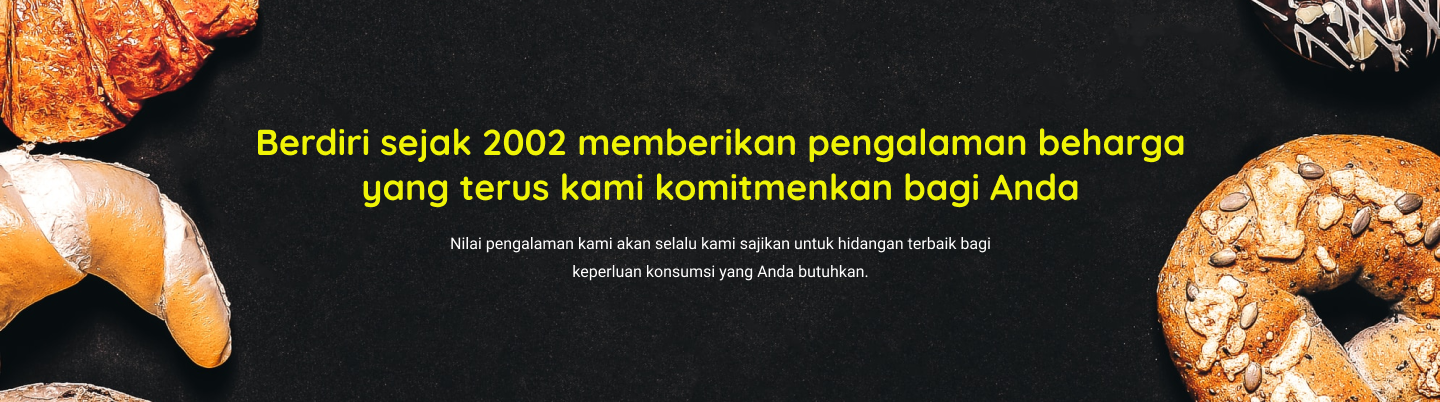 Berdiri sejak 2002 memberikan pengalaman beharga
yang terus kami komitmenkan bagi Anda
Nilai pengalaman kami akan selalu kami sajikan untuk hidangan terbaik bagi
keperluan konsumsi yang Anda butuhkan.